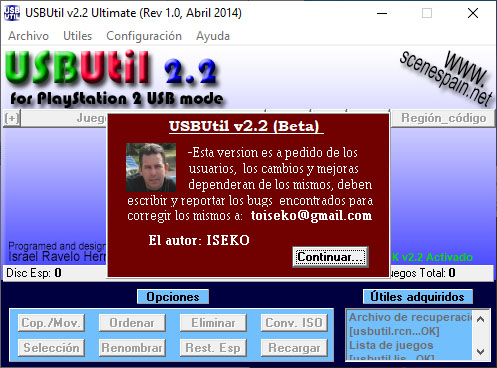 USBUtil v2.2 Ultimate (Rev 1.0, Abril 2014)
Archivo Utiles Configuración Ayuda
USBUtil 2.2
for PlayStation 2 USB mode
www.
scenespain.net
[+] Región_código
USBUtil v2.2 (Beta)
-Esta version es a pedido de los
usuarios, los cambios y mejoras
dependeran de los mismos, deben
escribir y reportar los bugs encontrados para
corregir los mismos a: toiseko@gmail.com
El autor: ISEKO
Continuar...
Programed and design
Israel Ravelo
v2.2 Activado
Disc Esp: 0
Total: 0
Opciones
Útiles adquiridos
Cop./Mov. Ordenar Eliminar Conv. ISO
Selección Renombrar Rest. Esp Recargar
Archivo de
[usbutil.rcn...OK]
Lista de juegos
[usbutil.lis...OK]